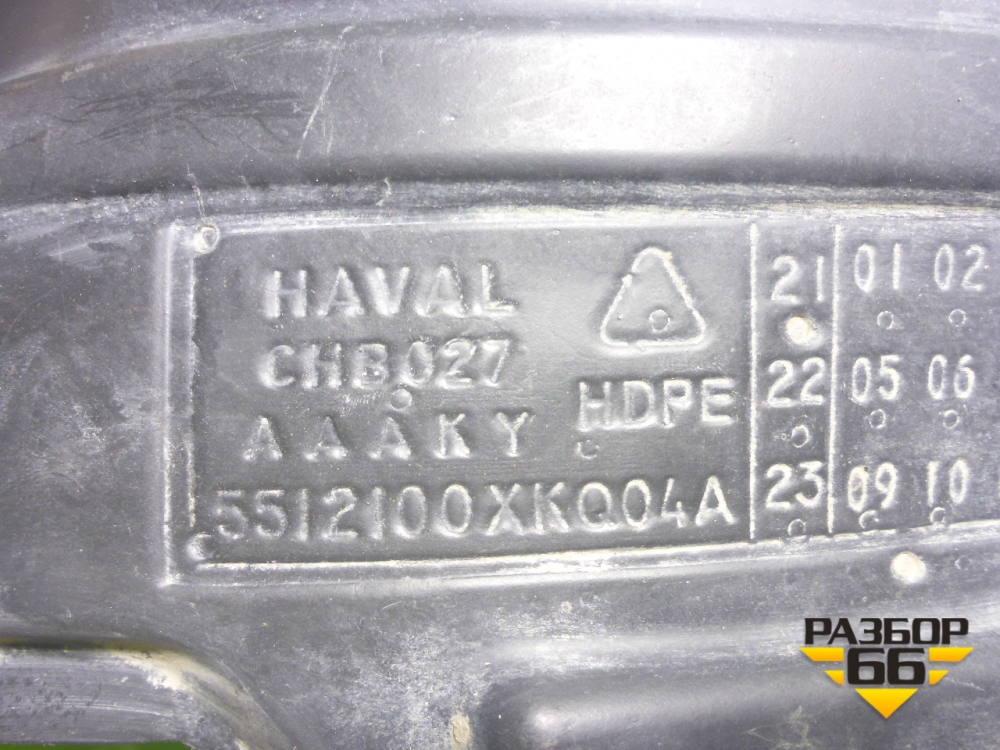 HAVAL
CHB027
AAAKY
HDPE
5512100XKQ04A
21 01 02
22 05 06
23 09 10
РАЗБОР
66